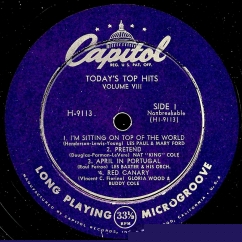 Capitol
REG. U.S. PAT. OFF.
TODAY'S TOP HITS
VOLUME VIII
H-9113
SIDE 1
Nonbreakable
(H1-9113)
1. I'M SITTING ON TOP OF THE WORLD
(Henderson-Lewis-Young) LES PAUL & MARY FORD
2. PRETEND
(Douglas-Parman-LaVere) NAT "KING" COLE
3. APRIL IN PORTUGAL
(Raul Ferrao) LES BAXTER & HIS ORCH.
4. RED CANARY
(Vincent C. Fiorino) GLORIA WOOD &
BUDDY COLE
LONG PLAYING 33⅓ MICROGROOVE
RPM